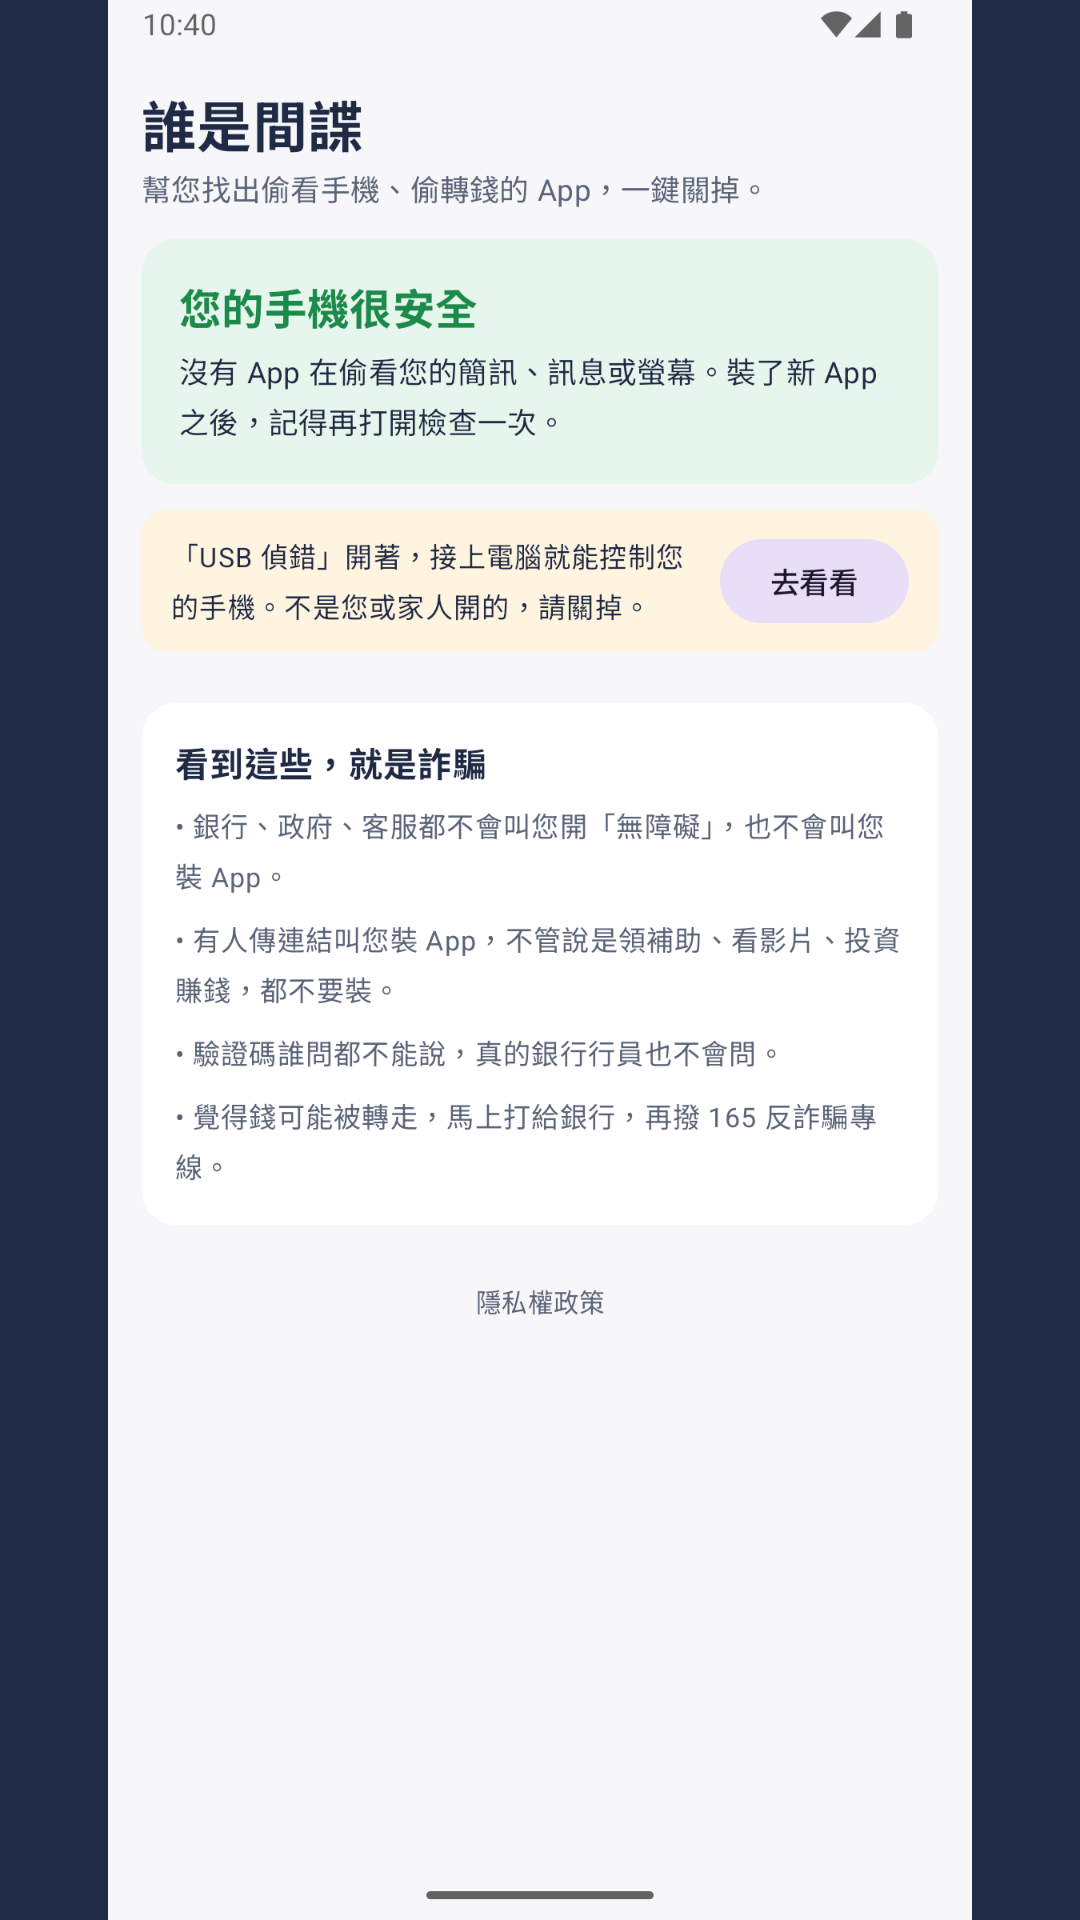 10:40
誰是間諜
幫您找出偷看手機、偷轉錢的 App，一鍵關掉。
您的手機很安全
沒有 App 在偷看您的簡訊、訊息或螢幕。裝了新 App
之後，記得再打開檢查一次。
「USB 偵錯」開著，接上電腦就能控制您
的手機。不是您或家人開的，請關掉。
去看看
看到這些，就是詐騙
• 銀行、政府、客服都不會叫您開「無障礙」，也不會叫您
裝 App。
• 有人傳連結叫您裝 App，不管說是領補助、看影片、投資
賺錢，都不要裝。
• 驗證碼誰問都不能說，真的銀行行員也不會問。
• 覺得錢可能被轉走，馬上打給銀行，再撥 165 反詐騙專
線。
隱私權政策